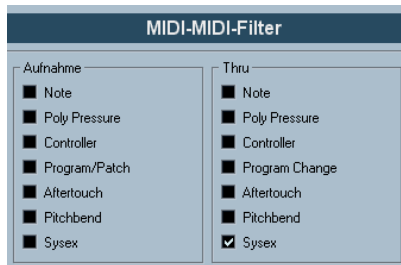 MIDI-MIDI-Filter
Aufnahme
Note
Poly Pressure
Controller
Program/Patch
Aftertouch
Pitchbend
Sysex
Thru
Note
Poly Pressure
Controller
Program Change
Aftertouch
Pitchbend
Sysex